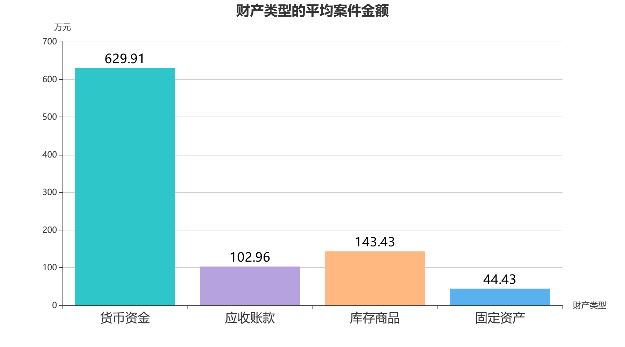 财产类型的平均案件金额
万元
700
600
500
400
300
200
100
0
629.91
102.96
143.43
44.43
货币资金
应收账款
库存商品
固定资产
财产类型